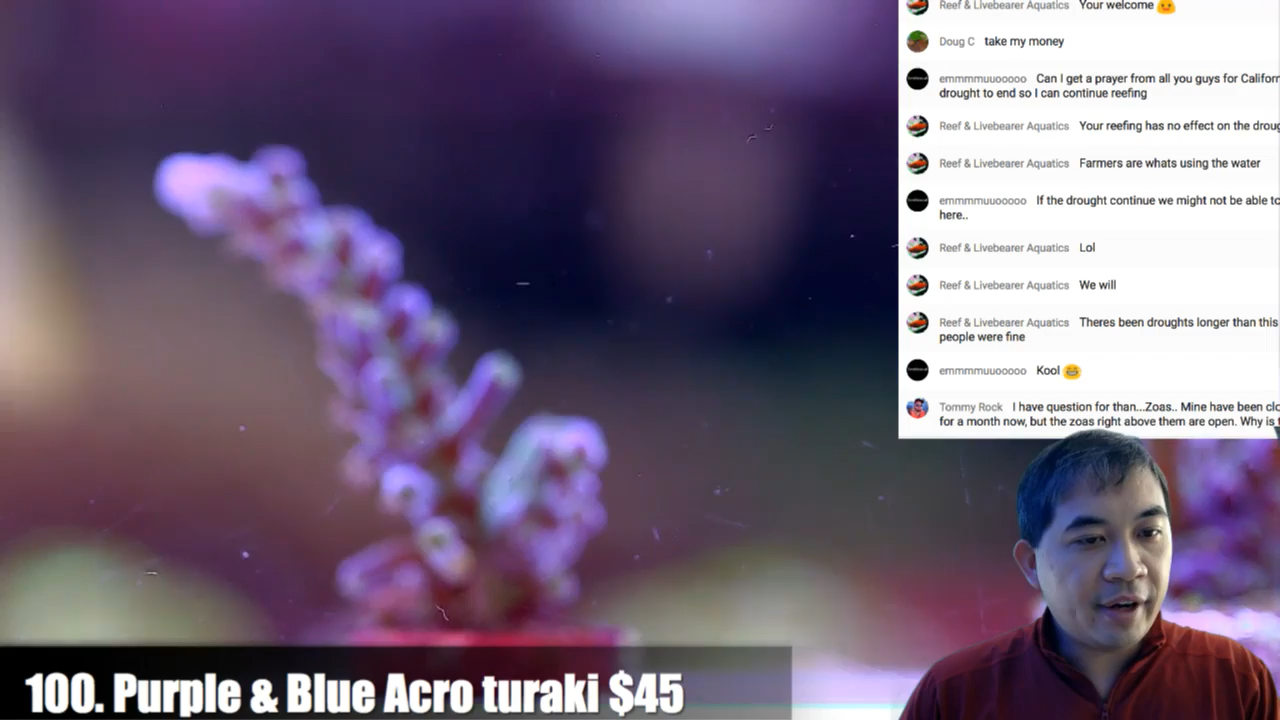 Reef & Livebearer Aquatics Your welcome
Doug C take my money
emmmmuuooooo Can I get a prayer from all you guys for Califor
drought to end so I can continue reefing
Reef & Livebearer Aquatics Your reefing has no effect on the drou
Reef & Livebearer Aquatics Farmers are whats using the water
emmmmuuooooo If the drought continue we might not be able to
here..
Reef & Livebearer Aquatics Lol
Reef & Livebearer Aquatics We will
Reef & Livebearer Aquatics Theres been droughts longer than this
people were fine
emmmmuuooooo Kool
Tommy Rock I have question for than...Zoas.. Mine have been clo
for a month now, but the zoas right above them are open. Why is
100. Purple & Blue Acro turaki $45